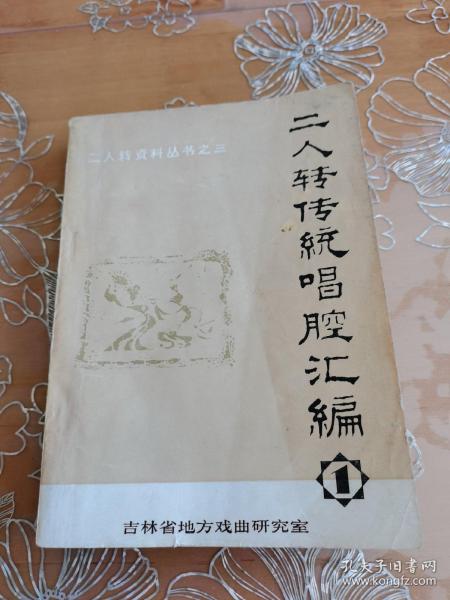 二人转资料丛书之三
二人转传統唱腔汇編
1
吉林省地方戏曲研究室
孔夫子旧书网
www.kongfz.com